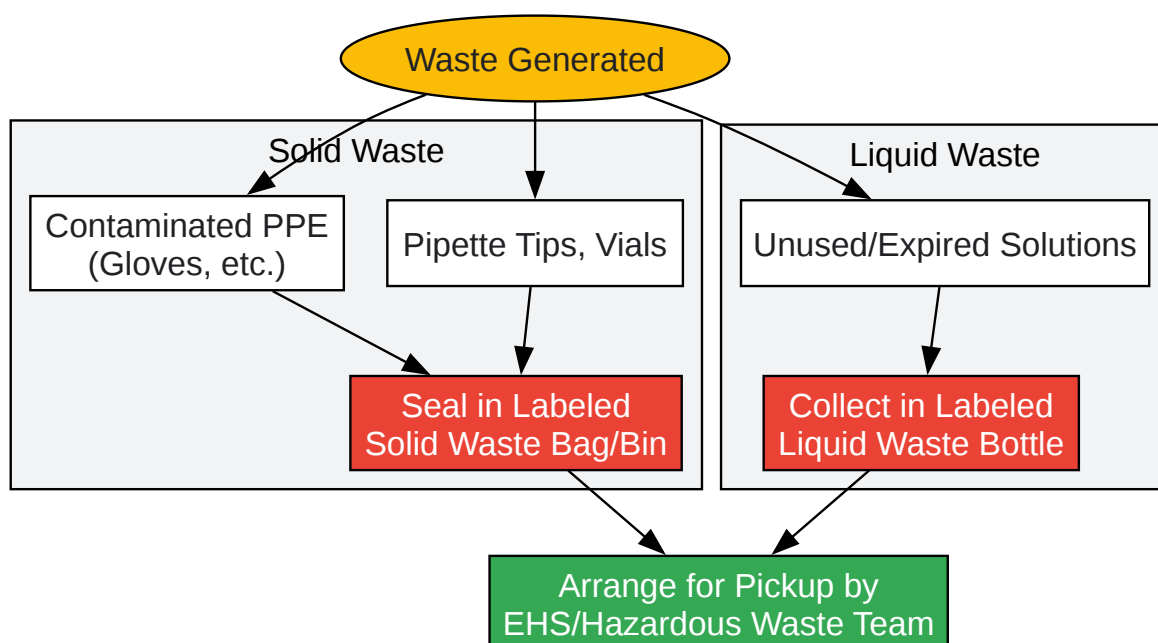 Waste Generated
Solid Waste
Liquid Waste
Contaminated PPE
(Gloves, etc.)
Pipette Tips, Vials
Unused/Expired Solutions
Seal in Labeled
Solid Waste Bag/Bin
Collect in Labeled
Liquid Waste Bottle
Arrange for Pickup by
EHS/Hazardous Waste Team